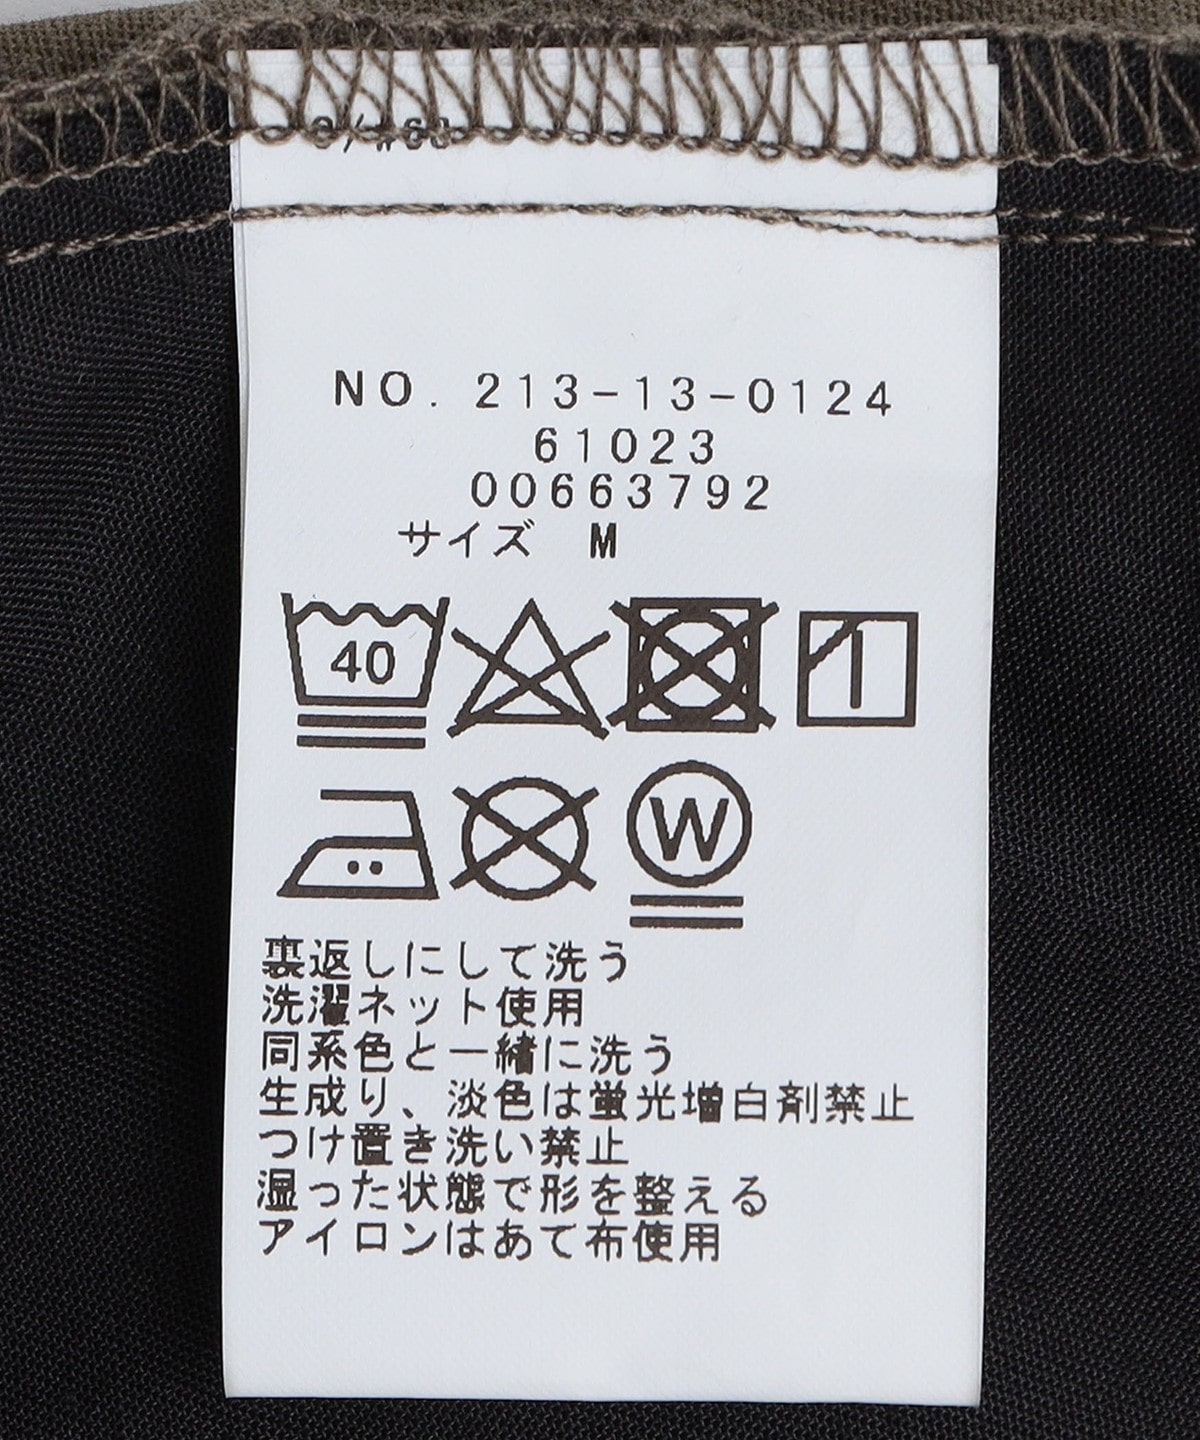 NO. 213-13-0124
61023
00663792
サイズ M
40
W
裏返しにして洗う
洗濯ネット使用
同系色と一緒に洗う
生成り、淡色は蛍光増白剤禁止
つけ置き洗い禁止
湿った状態で形を整える
アイロンはあて布使用